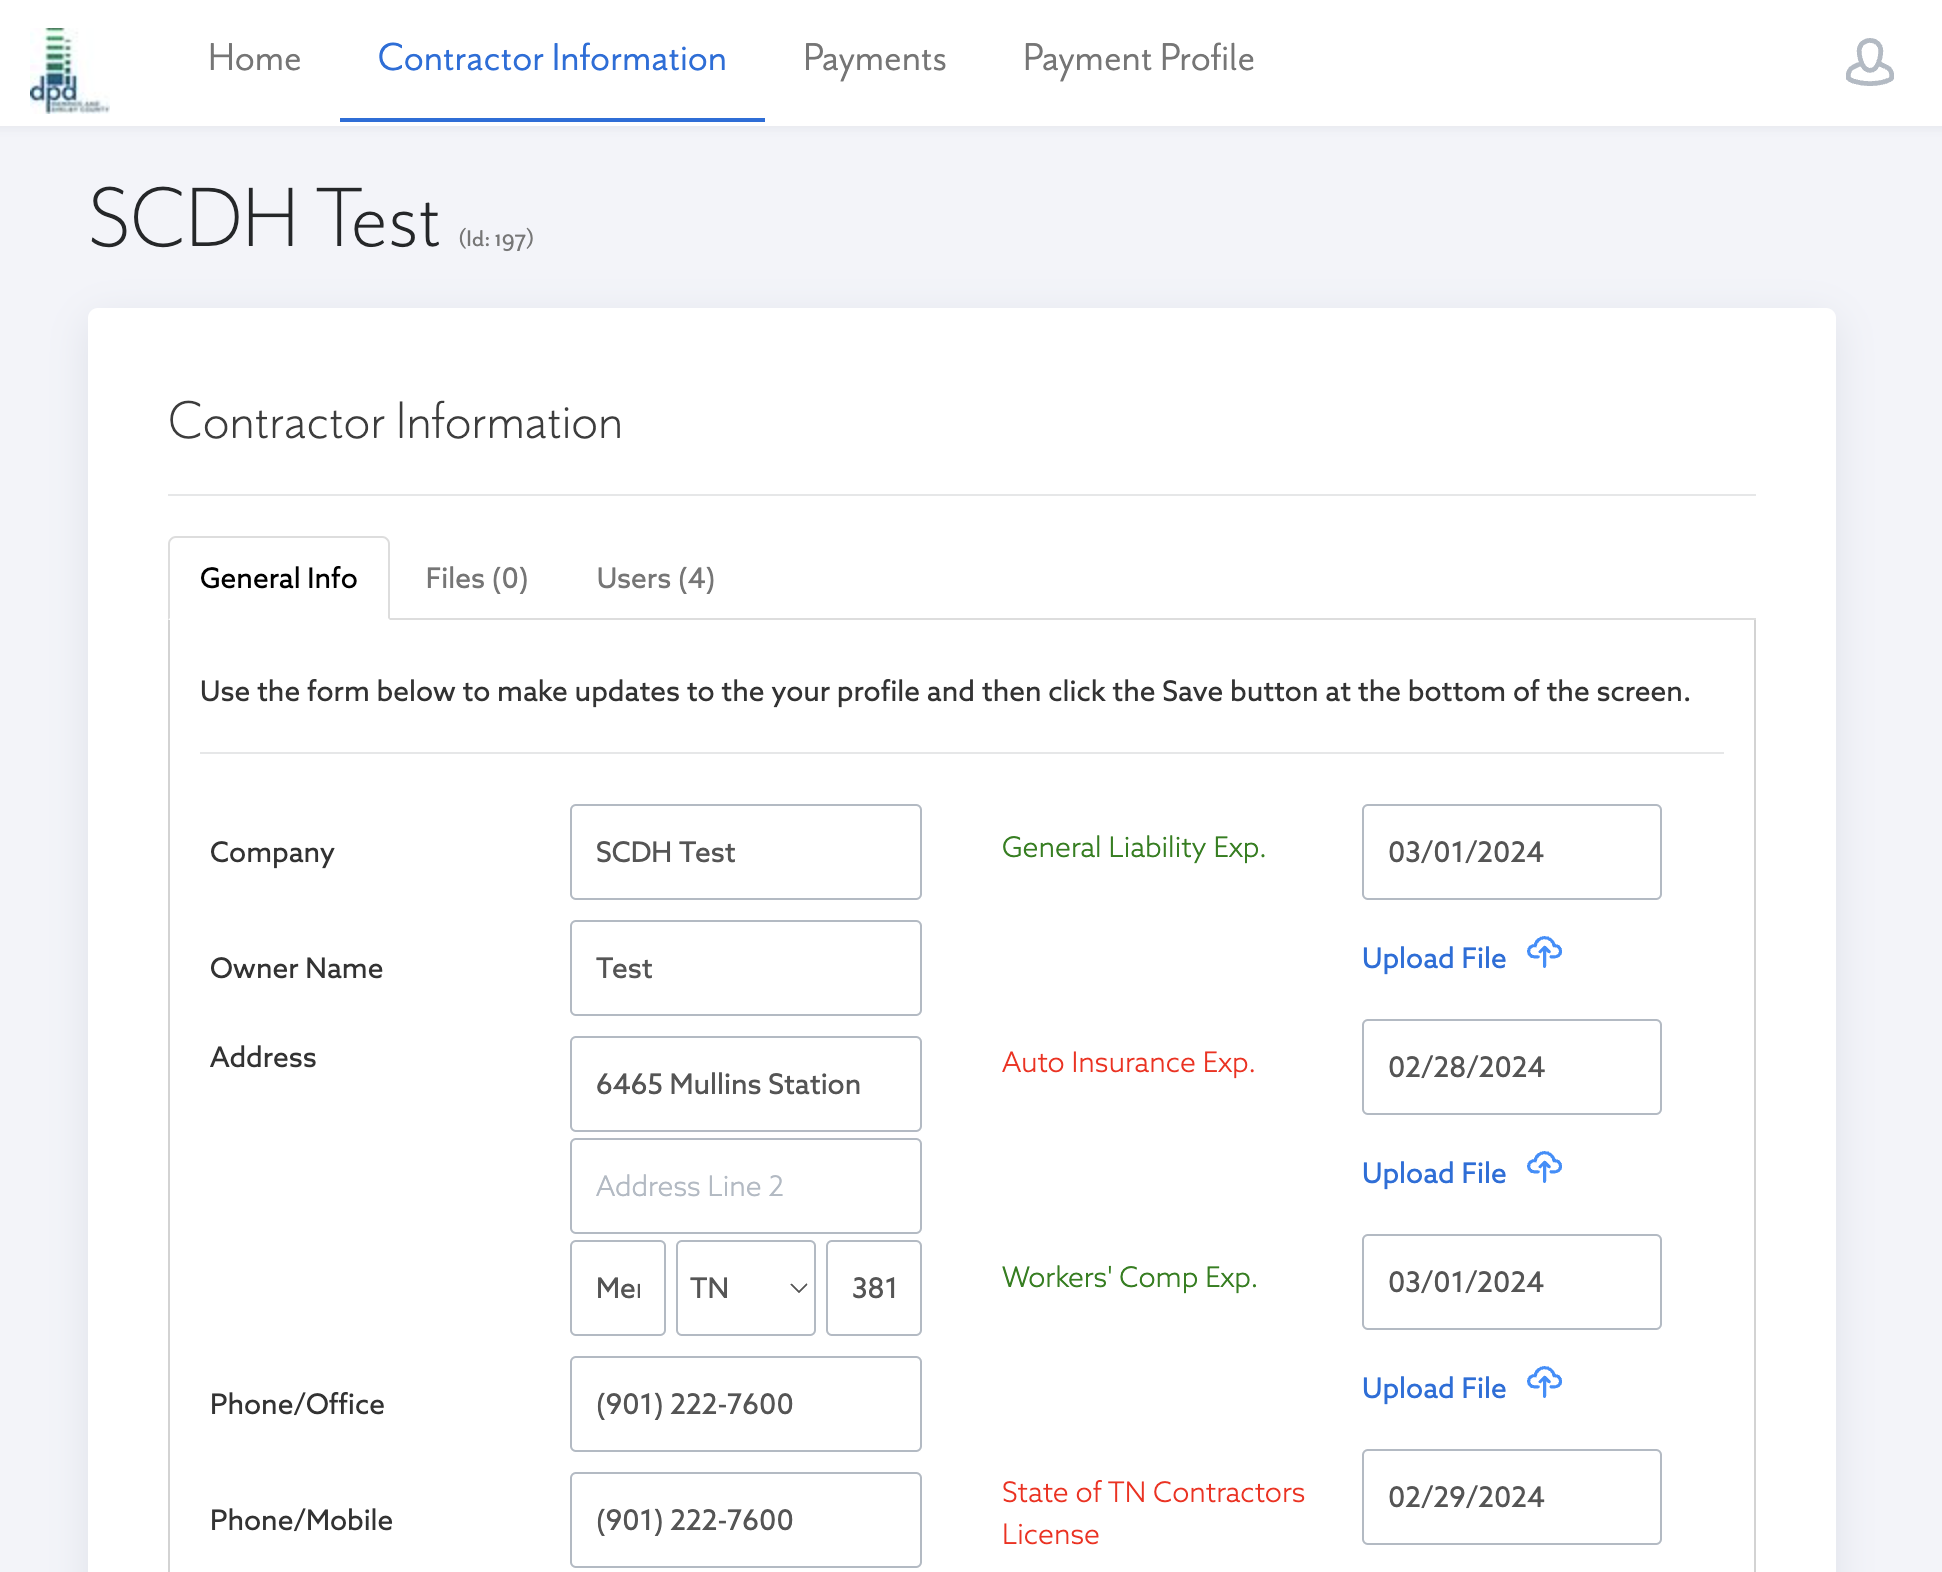 dpd
Home
Contractor Information
Payments
Payment Profile
SCDH Test (Id: 197)
Contractor Information
General Info
Files (0)
Users (4)
Use the form below to make updates to the your profile and then click the Save button at the bottom of the screen.
Company
SCDH Test
General Liability Exp.
03/01/2024
Upload File
Owner Name
Test
Address
6465 Mullins Station
Auto Insurance Exp.
02/28/2024
Upload File
Address Line 2
TN
381
Workers' Comp Exp.
03/01/2024
Upload File
Phone/Office
(901) 222-7600
Phone/Mobile
(901) 222-7600
State of TN Contractors
License
02/29/2024